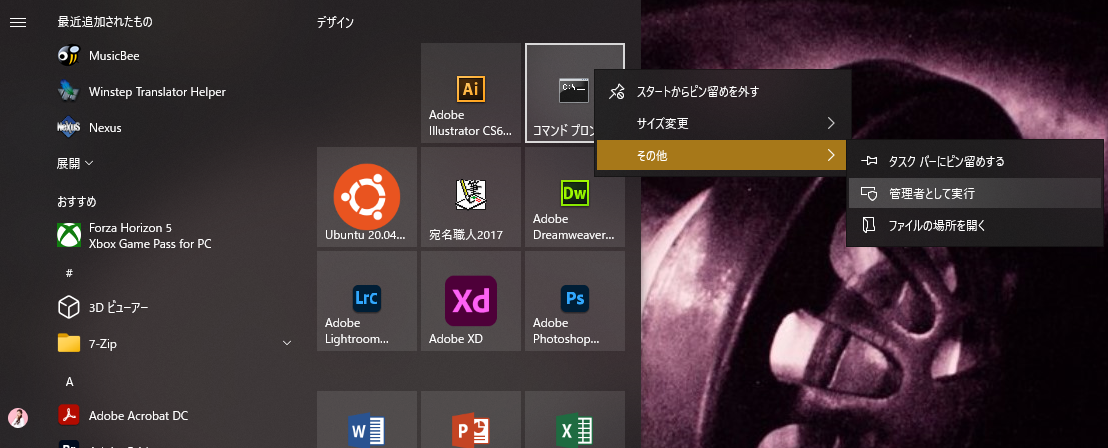 最近追加されたもの
MusicBee
Winstep Translator Helper
Nexus
展開
おすすめ
Forza Horizon 5
Xbox Game Pass for PC
#
3D ビューアー
7-Zip
A
Adobe Acrobat DC
デザイン
Ai
Adobe
Illustrator CS6...
C:\
コマンド プロン
Ubuntu 20.04...
宛名職人2017
Dw
Adobe
Dreamweaver...
LrC
Adobe
Lightroom...
Xd
Adobe XD
Ps
Adobe
Photoshop...
W
P
X
スタートからピン留めを外す
サイズ変更
その他
タスク バーにピン留めする
管理者として実行
ファイルの場所を開く